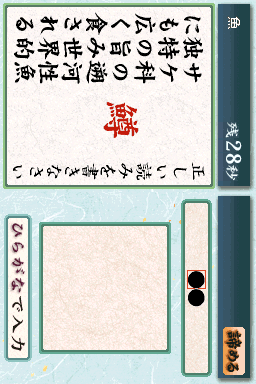 魚
残28秒
サケ科の遡河性魚
独特の旨み 世界的
にも広く食される
鱒
正しい読みを書きなさい
諦める
ひらがなで入力